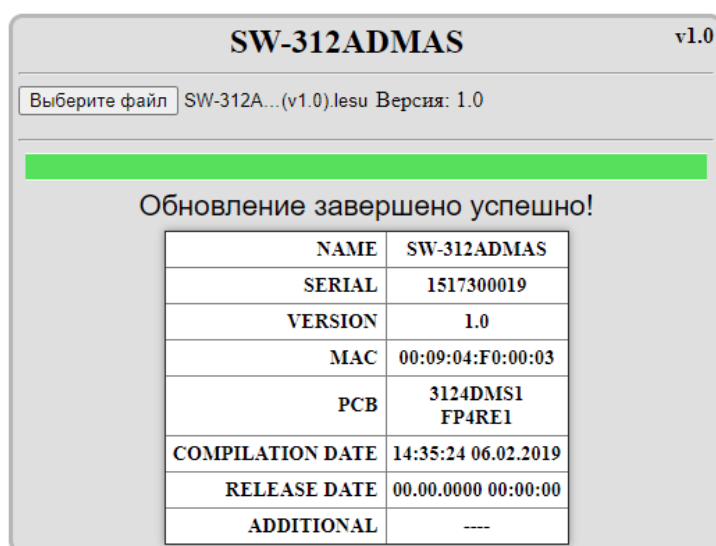 SW-312ADMAS v1.0
Выберите файл SW-312A...(v1.0).lesu Версия: 1.0
Обновление завершено успешно!
NAME SW-312ADMAS
SERIAL 1517300019
VERSION 1.0
MAC 00:09:04:F0:00:03
PCB 3124DMS1
FP4RE1
COMPILATION DATE 14:35:24 06.02.2019
RELEASE DATE 00.00.0000 00:00:00
ADDITIONAL ----